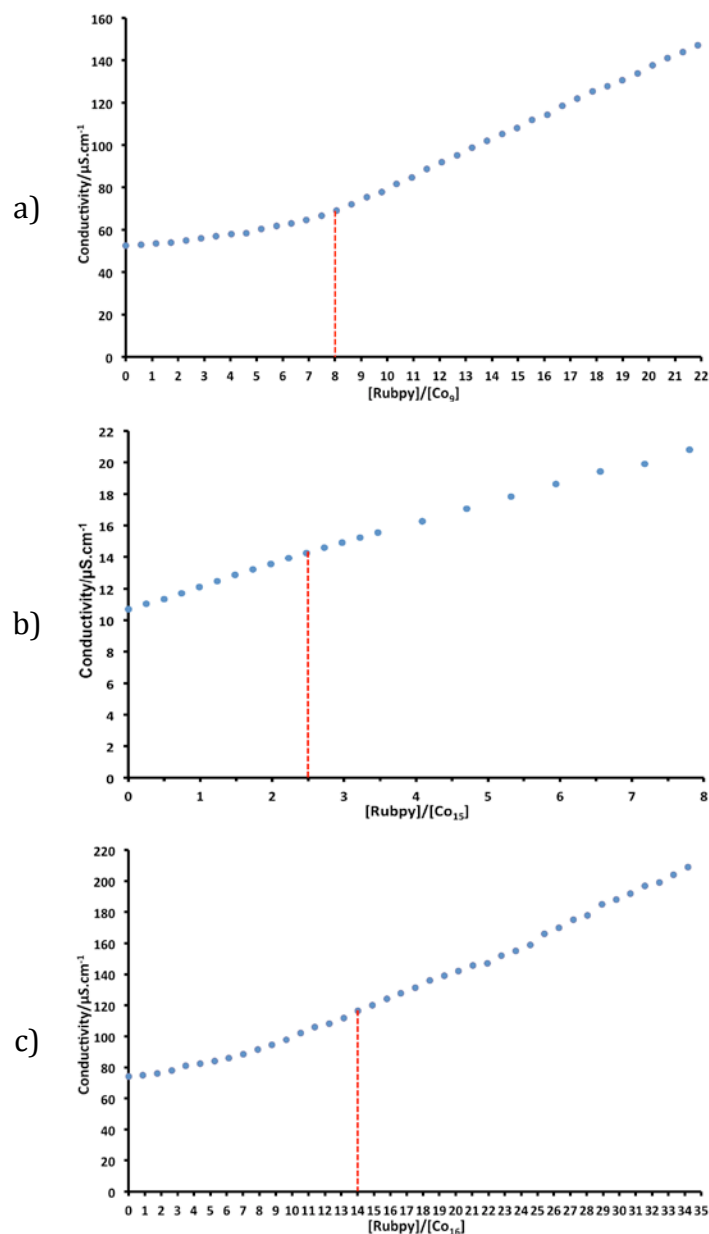 a)
Conductivity/µS.cm⁻¹
160
140
120
100
80
60
40
20
0
0 1 2 3 4 5 6 7 8 9 10 11 12 13 14 15 16 17 18 19 20 21 22
[Rubpy]/[Co₉]
b)
Conductivity/µS.cm⁻¹
22
20
18
16
14
12
10
8
6
4
2
0
0 1 2 3 4 5 6 7 8
[Rubpy]/[Co₁₅]
c)
Conductivity/µS.cm⁻¹
220
200
180
160
140
120
100
80
60
40
20
0
0 1 2 3 4 5 6 7 8 9 10 11 12 13 14 15 16 17 18 19 20 21 22 23 24 25 26 27 28 29 30 31 32 33 34 35
[Rubpy]/[Co₁₆]